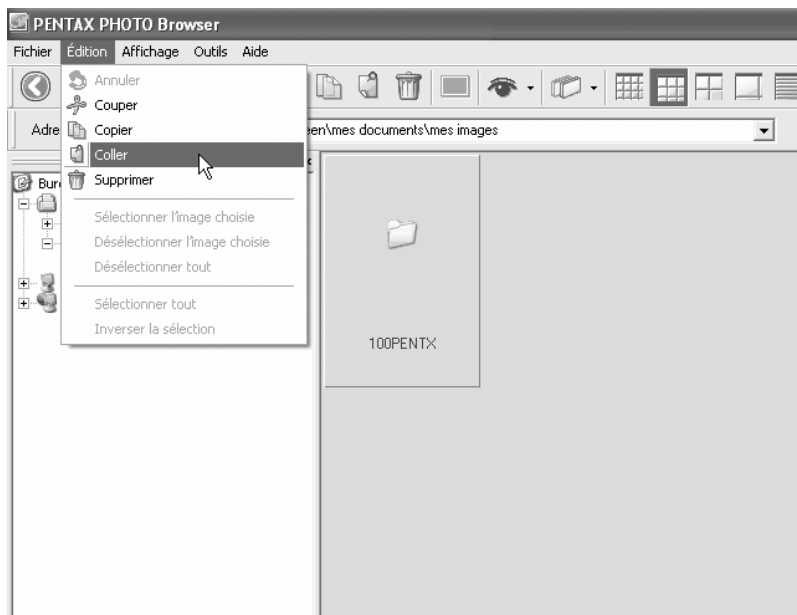 PENTAX PHOTO Browser
Fichier Édition Affichage Outils Aide
Annuler
Couper
Copier
Coller
Supprimer
Sélectionner l'image choisie
Désélectionner l'image choisie
Désélectionner tout
Sélectionner tout
Inverser la sélection
Adre
een\mes documents\mes images
Bure
100PENTX